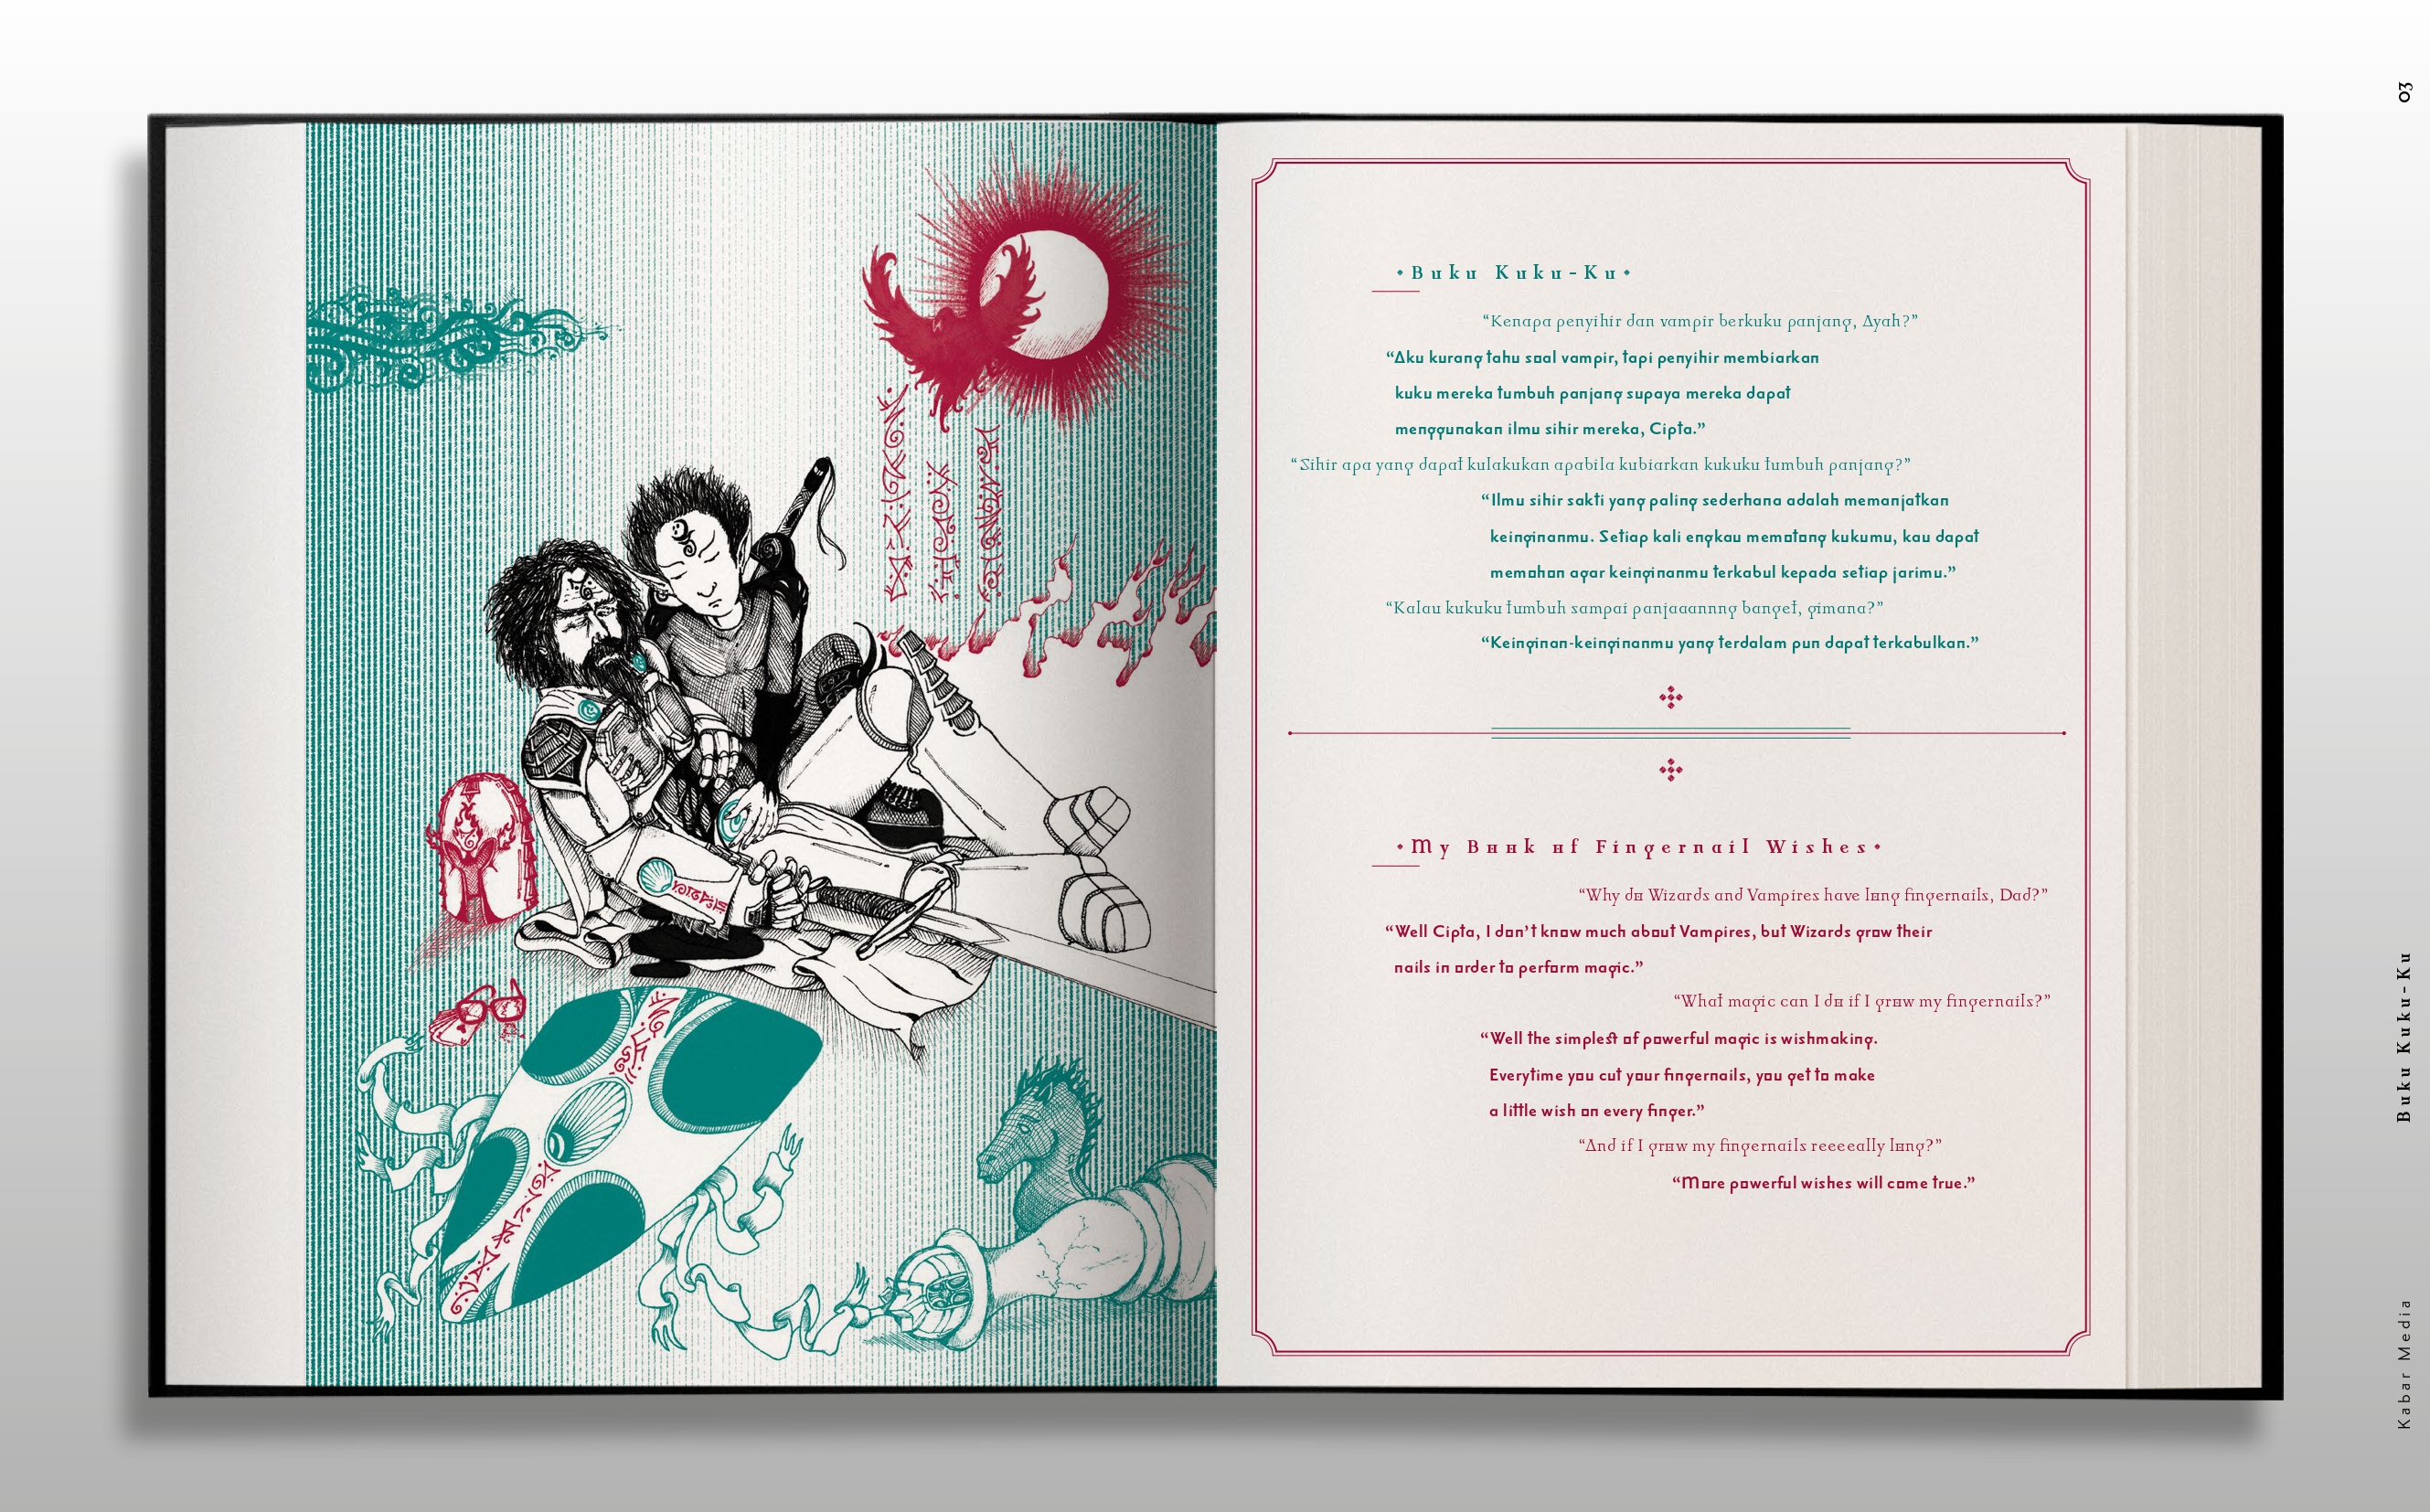 •Buku Kuku-Ku•
“Kenapa penyihir dan vampir berkuku panjang, Ayah?”
“Aku kurang tahu soal vampir, tapi penyihir membiarkan
kuku mereka tumbuh panjang supaya mereka dapat
menggunakan ilmu sihir mereka, Cipta.”
“Sihir apa yang dapat kulakukan apabila kubiarkan kukuku tumbuh panjang?”
“Ilmu sihir sakti yang paling sederhana adalah memanjatkan
keinginanmu. Setiap kali engkau memotong kukumu, kau dapat
memohon agar keinginanmu terkabul kepada setiap jarimu.”
“Kalau kukuku tumbuh sampai panjaaannng banget, gimana?”
“Keinginan-keinginanmu yang terdalam pun dapat terkabulkan.”
•My Book of Fingernail Wishes•
“Why do Wizards and Vampires have long fingernails, Dad?”
“Well Cipta, I don’t know much about Vampires, but Wizards grow their
nails in order to perform magic.”
“What magic can I do if I grow my fingernails?”
“Well the simplest of powerful magic is wishmaking.
Everytime you cut your fingernails, you get to make
a little wish on every finger.”
“And if I grow my fingernails reeeeally long?”
“More powerful wishes will come true.”
03
Buku Kuku-Ku
Kabar Media